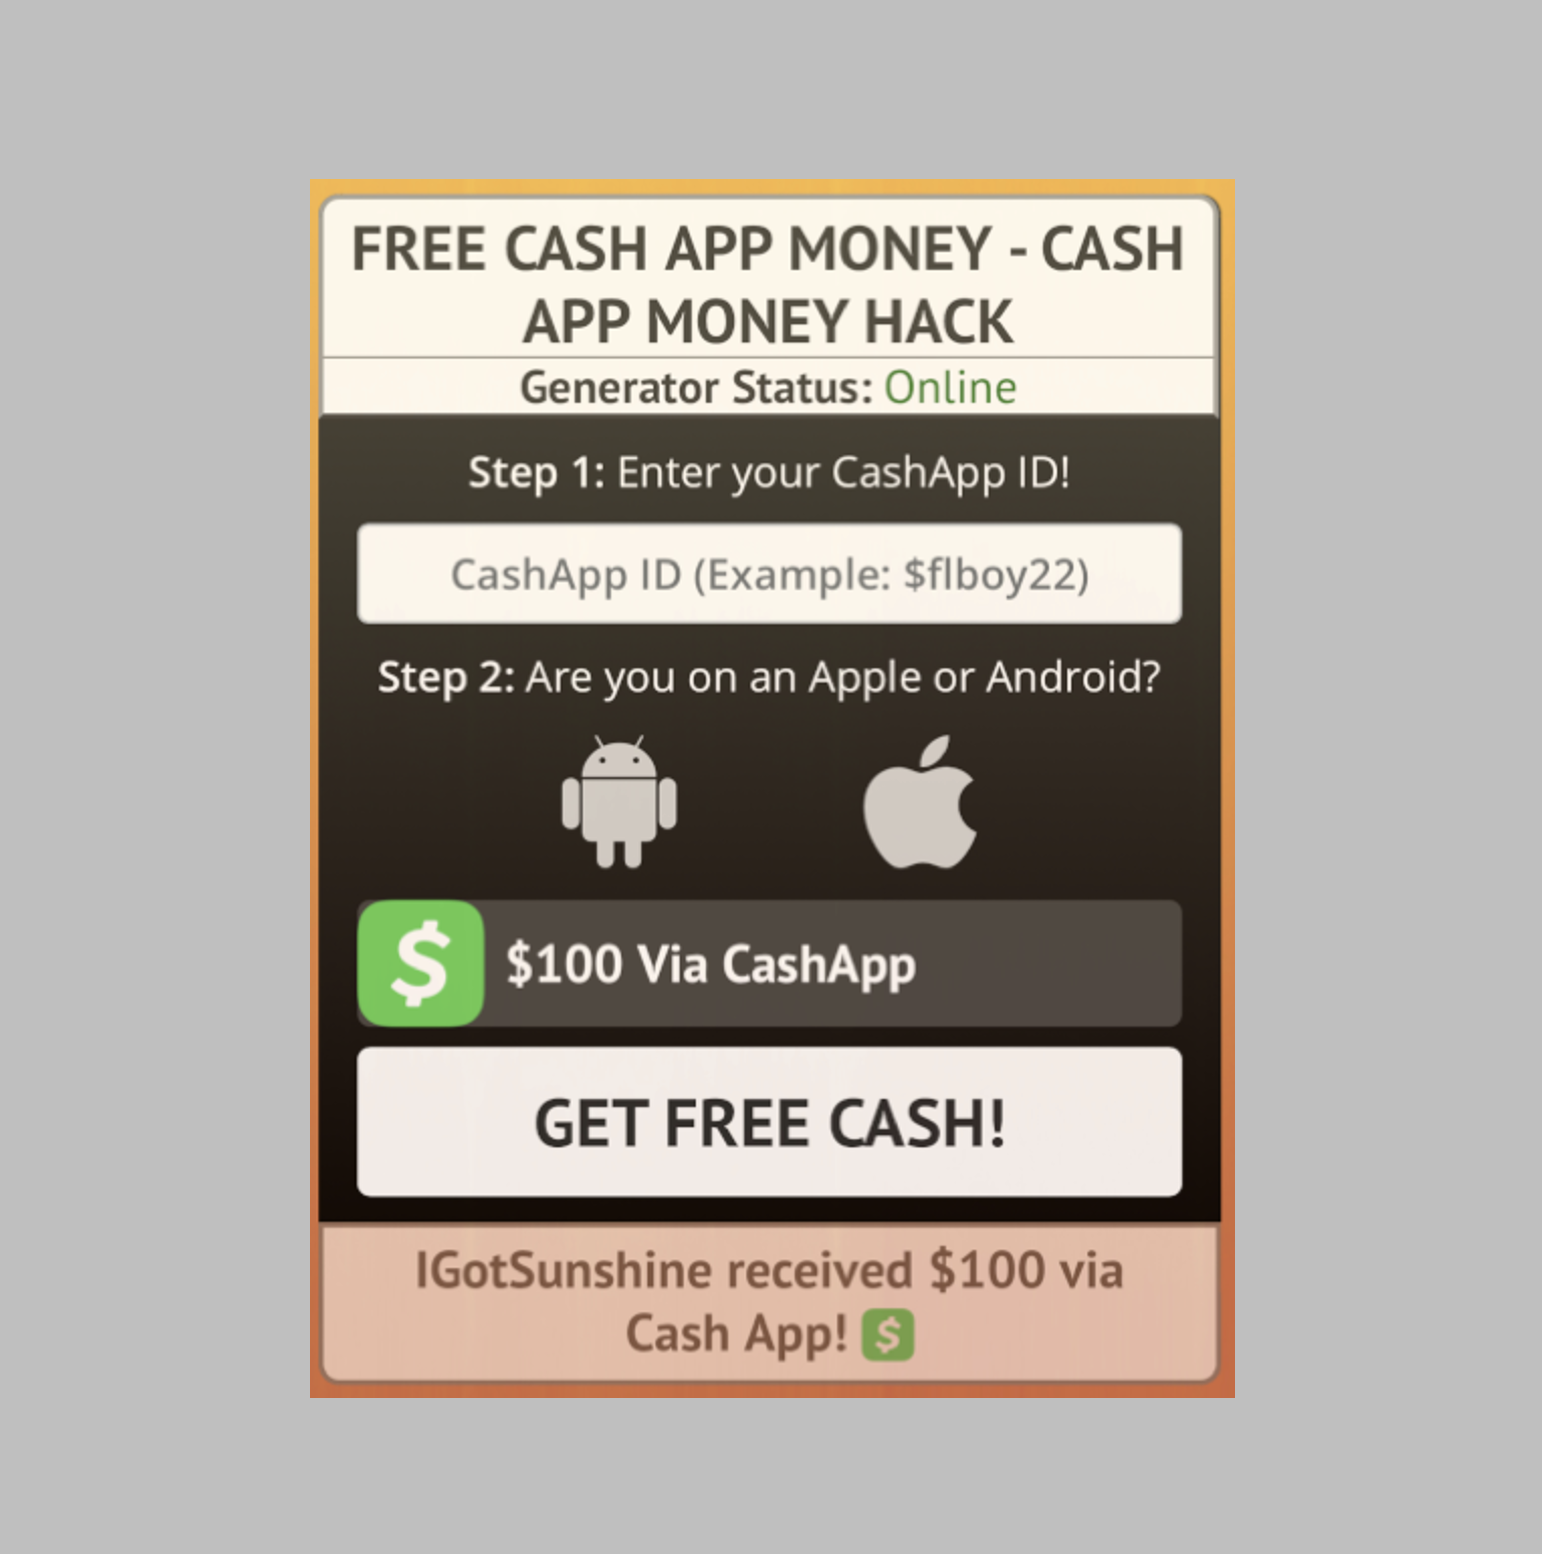 FREE CASH APP MONEY - CASH
APP MONEY HACK
Generator Status: Online
Step 1: Enter your CashApp ID!
CashApp ID (Example: $flboy22)
Step 2: Are you on an Apple or Android?
$
$100 Via CashApp
GET FREE CASH!
IGotSunshine received $100 via
Cash App! $